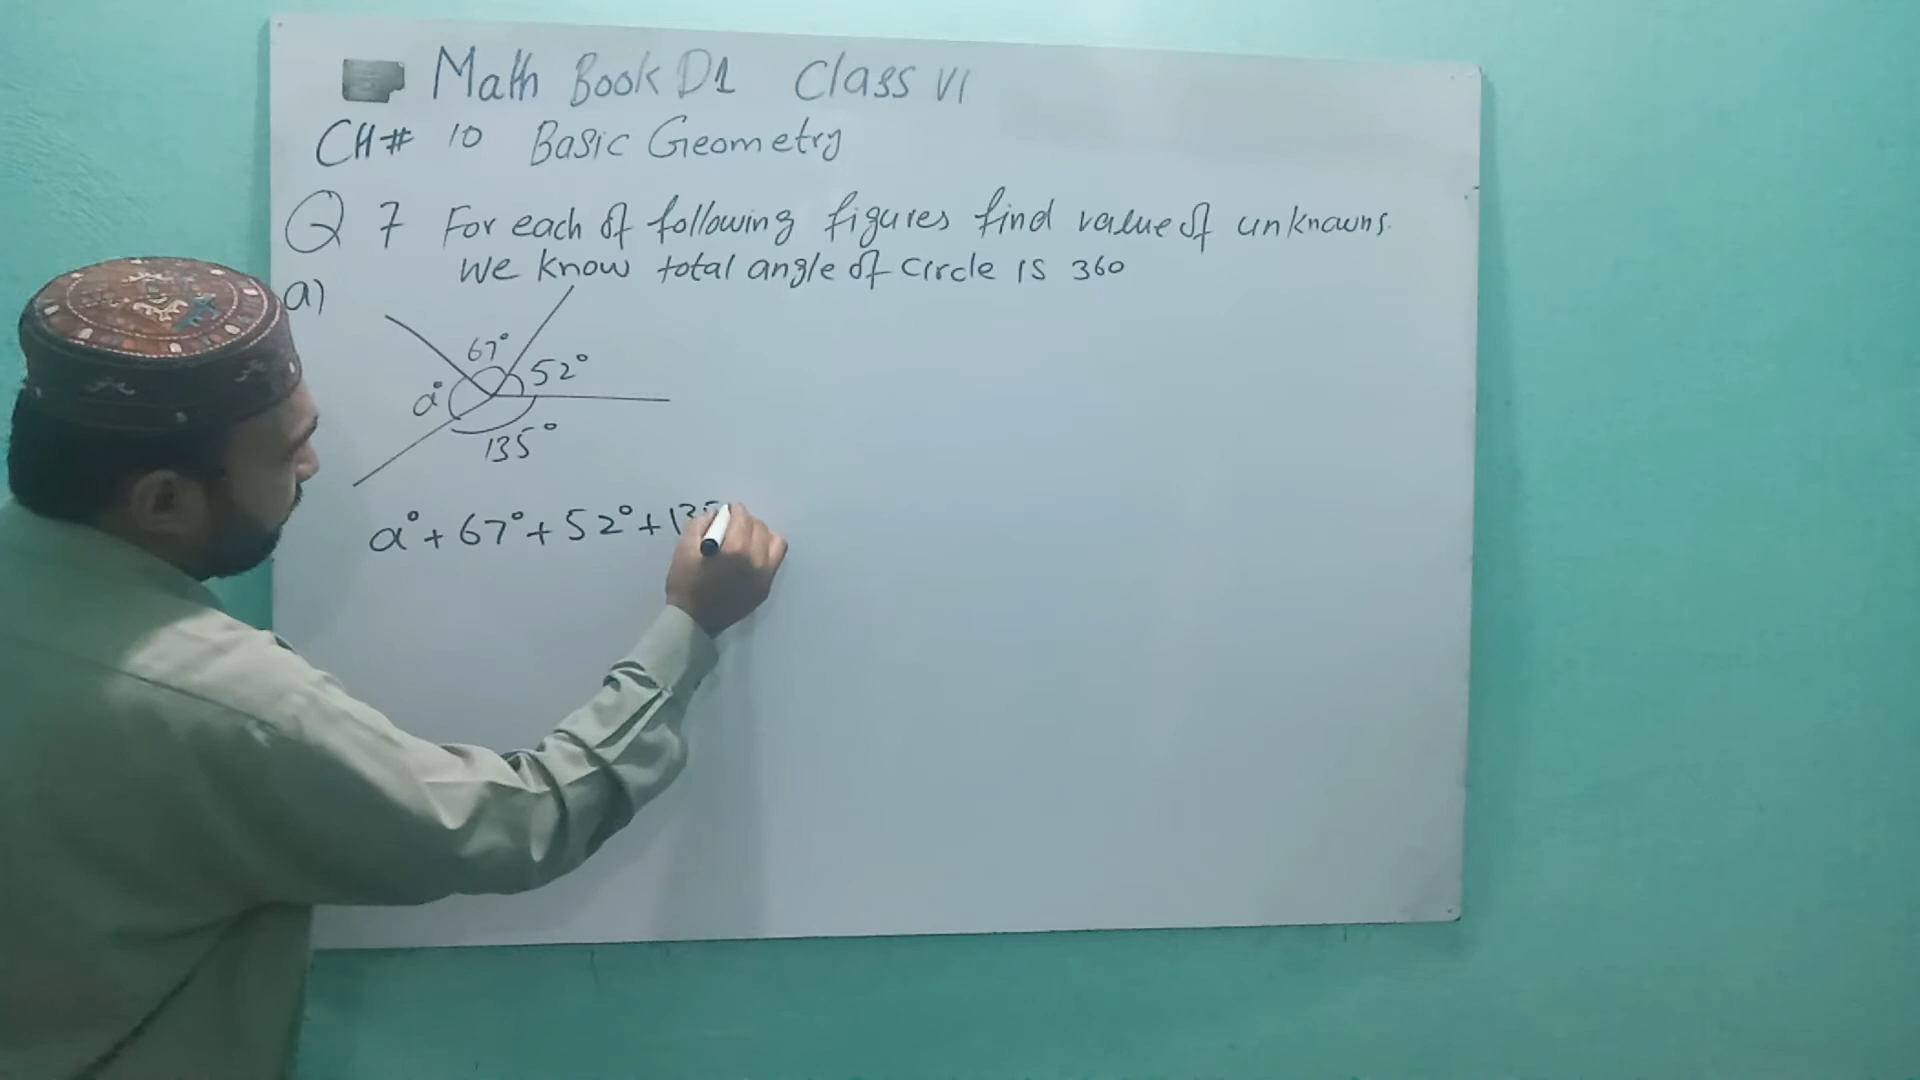 Math Book D1 Class VI
CH# 10 Basic Geometry
Q 7 For each of following figures find value of unknowns.
We know total angle of circle is 360
a)
67°
52°
a°
135°
a° + 67° + 52° + 135